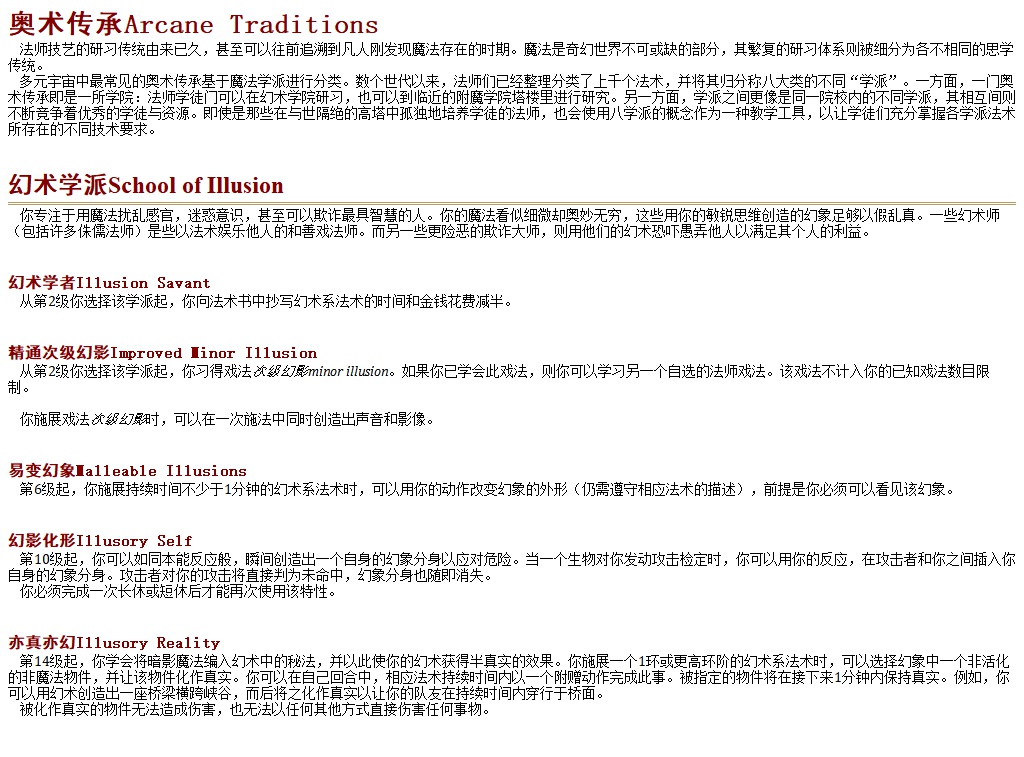 奥术传承Arcane Traditions
法师技艺的研习传统由来已久，甚至可以往前追溯到凡人刚发现魔法存在的时期。魔法是奇幻世界不可或缺的部分，其繁复的研习体系则被细分为各不相同的思学
传统。
多元宇宙中最常见的奥术传承基于魔法学派进行分类。数个世代以来，法师们已经整理分类了上千个法术，并将其归分称八大类的不同“学派”。一方面，一门奥
术传承即是一所学院：法师学徒门可以在幻术学院研习，也可以到临近的附魔学院塔楼里进行研究。另一方面，学派之间更像是同一院校内的不同学派，其相互间则
不断竞争着优秀的学徒与资源。即使是那些在与世隔绝的高塔中孤独地培养学徒的法师，也会使用八学派的概念作为一种教学工具，以让学徒们充分掌握各学派法术
所存在的不同技术要求。
幻术学派School of Illusion
你专注于用魔法扰乱感官，迷惑意识，甚至可以欺诈最具智慧的人。你的魔法看似细微却奥妙无穷，这些用你的敏锐思维创造的幻象足够以假乱真。一些幻术师
（包括许多侏儒法师）是些以法术娱乐他人的和善戏法师。而另一些更险恶的欺诈大师，则用他们的幻术恐吓愚弄他人以满足其个人的利益。
幻术学者Illusion Savant
从第2级你选择该学派起，你向法术书中抄写幻术系法术的时间和金钱花费减半。
精通次级幻影Improved Minor Illusion
从第2级你选择该学派起，你习得戏法次级幻影minor illusion。如果你已学会此戏法，则你可以学习另一个自选的法师戏法。该戏法不计入你的已知戏法数目限
制。
你施展戏法次级幻影时，可以在一次施法中同时创造出声音和影像。
易变幻象Malleable Illusions
第6级起，你施展持续时间不少于1分钟的幻术系法术时，可以用你的动作改变幻象的外形（仍需遵守相应法术的描述），前提是你必须可以看见该幻象。
幻影化形Illusory Self
第10级起，你可以如同本能反应般，瞬间创造出一个自身的幻象分身以应对危险。当一个生物对你发动攻击检定时，你可以用你的反应，在攻击者和你之间插入你
自身的幻象分身。攻击者对你的攻击将直接判为未命中，幻象分身也随即消失。
你必须完成一次长休或短休后才能再次使用该特性。
亦真亦幻Illusory Reality
第14级起，你学会将暗影魔法编入幻术中的秘法，并以此使你的幻术获得半真实的效果。你施展一个1环或更高环阶的幻术系法术时，可以选择幻象中一个非活化
的非魔法物件，并让该物件化作真实。你可以在自己回合中，相应法术持续时间内以一个附赠动作完成此事。被指定的物件将在接下来1分钟内保持真实。例如，你
可以用幻术创造出一座桥梁横跨峡谷，而后将之化作真实以让你的队友在持续时间内穿行于桥面。
被化作真实的物件无法造成伤害，也无法以任何其他方式直接伤害任何事物。